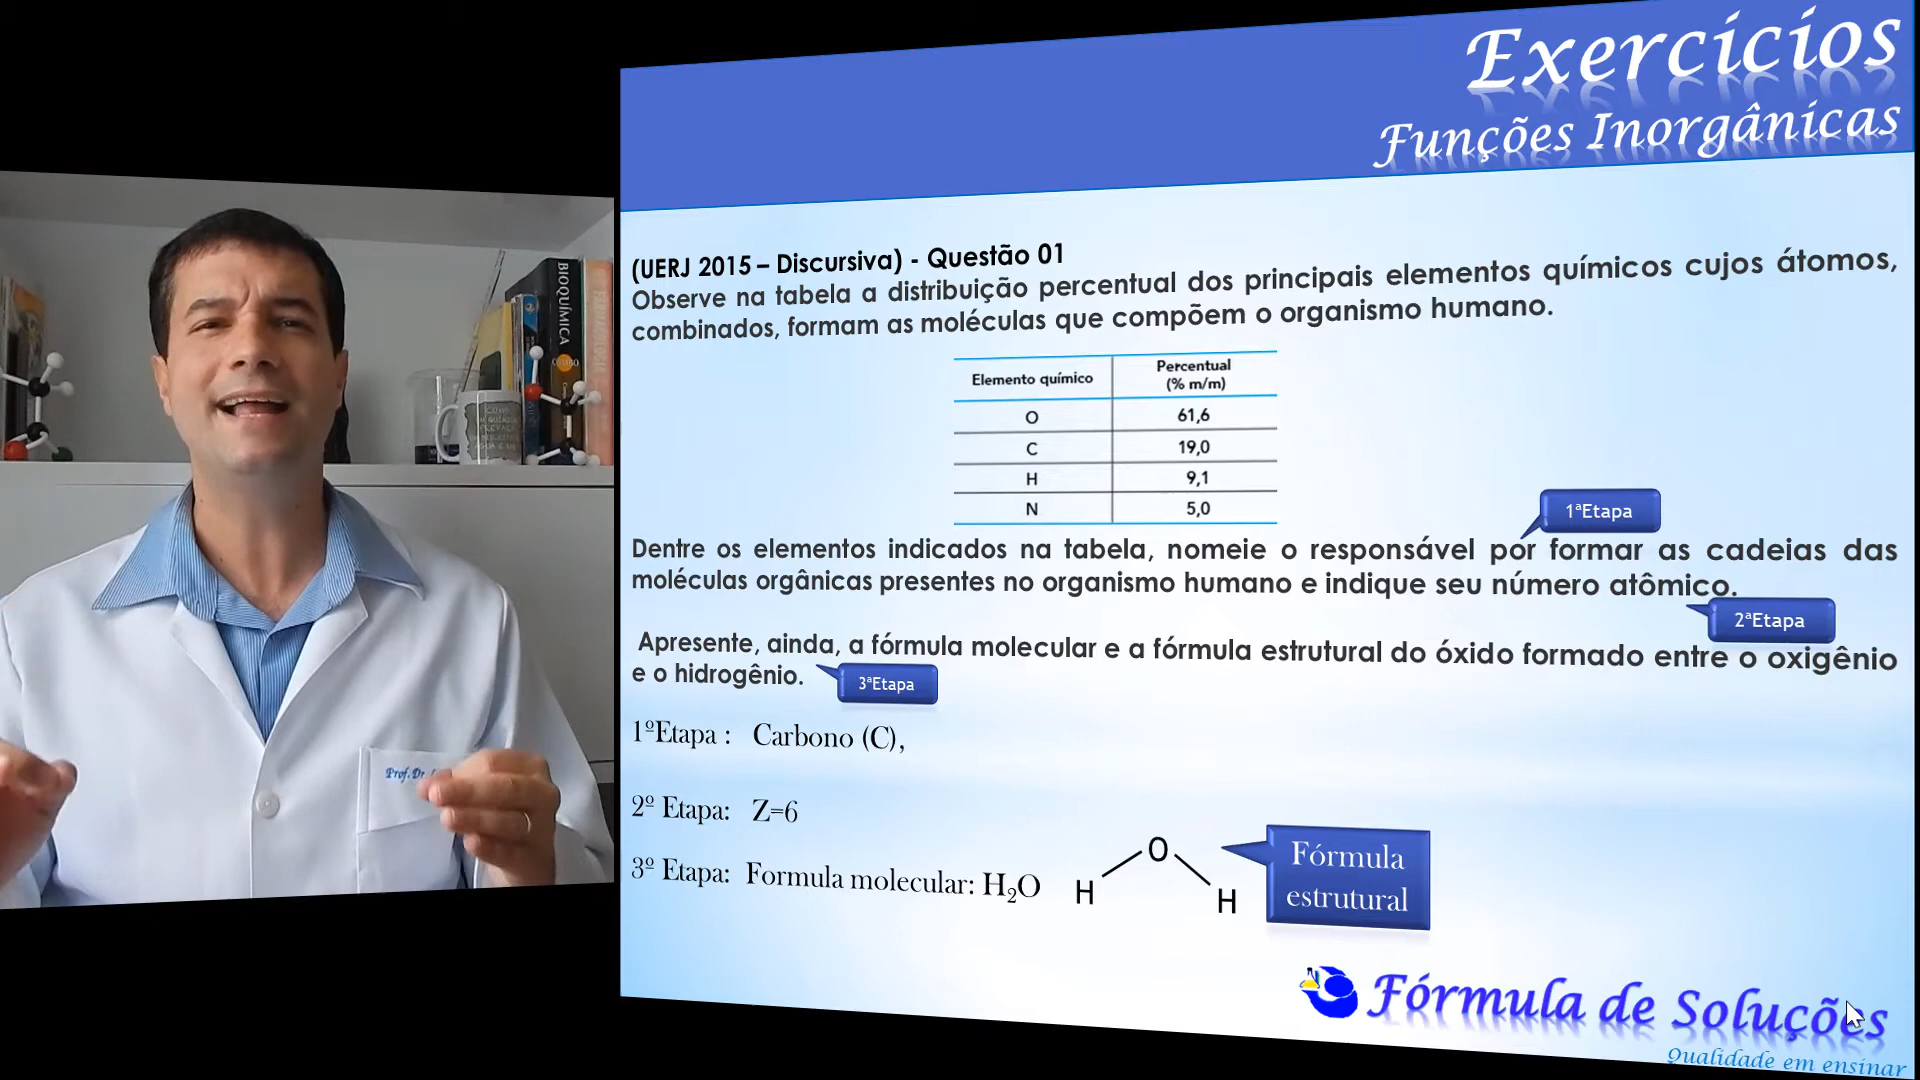 Exercícios
Funções Inorgânicas
(UERJ 2015 – Discursiva) - Questão 01
Observe na tabela a distribuição percentual dos principais elementos químicos cujos átomos,
combinados, formam as moléculas que compõem o organismo humano.
Elemento químico Percentual (% m/m)
O 61,6
C 19,0
H 9,1
N 5,0
1ªEtapa
Dentre os elementos indicados na tabela, nomeie o responsável por formar as cadeias das
moléculas orgânicas presentes no organismo humano e indique seu número atômico.
2ªEtapa
Apresente, ainda, a fórmula molecular e a fórmula estrutural do óxido formado entre o oxigênio
e o hidrogênio.
3ªEtapa
1ºEtapa : Carbono (C),
2º Etapa: Z=6
3º Etapa: Formula molecular: H₂O
O
H H
Fórmula
estrutural
Fórmula de Soluções
Qualidade em ensinar
BIOQUÍMICA
Prof. Dr.